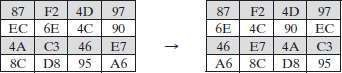 87 F2 4D 97 87 F2 4D 97
EC 6E 4C 90 6E 4C 90 EC
4A C3 46 E7 → 46 E7 4A C3
8C D8 95 A6 A6 8C D8 95